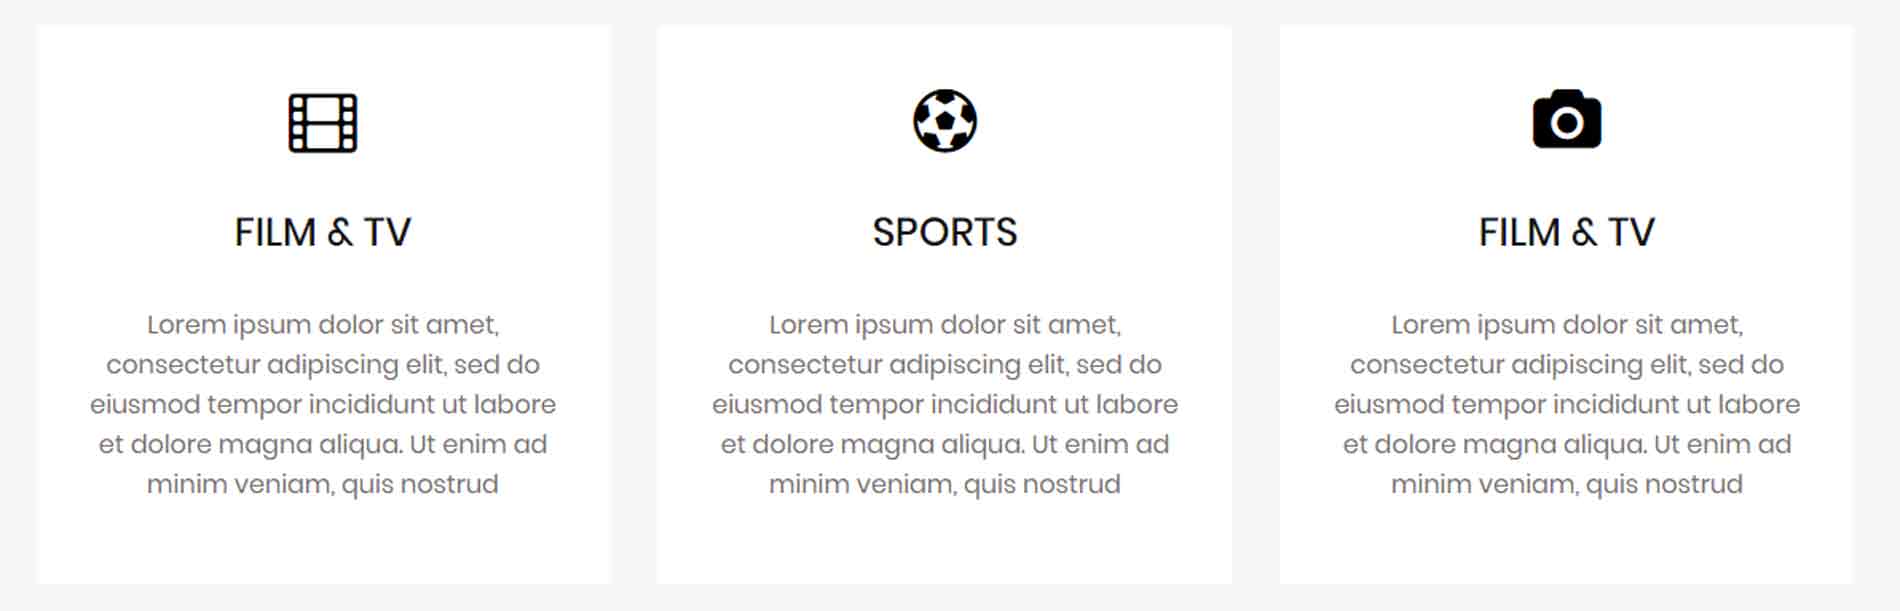 FILM & TV
Lorem ipsum dolor sit amet,
consectetur adipiscing elit, sed do
eiusmod tempor incididunt ut labore
et dolore magna aliqua. Ut enim ad
minim veniam, quis nostrud
SPORTS
Lorem ipsum dolor sit amet,
consectetur adipiscing elit, sed do
eiusmod tempor incididunt ut labore
et dolore magna aliqua. Ut enim ad
minim veniam, quis nostrud
FILM & TV
Lorem ipsum dolor sit amet,
consectetur adipiscing elit, sed do
eiusmod tempor incididunt ut labore
et dolore magna aliqua. Ut enim ad
minim veniam, quis nostrud